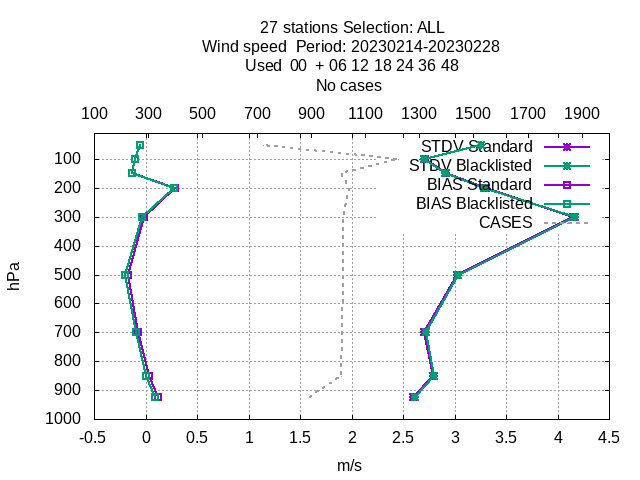 27 stations Selection: ALL
Wind speed  Period: 20230214-20230228
Used  00  + 06 12 18 24 36 48
No cases
100 300 500 700 900 1100 1300 1500 1700 1900
STDV Standard
STDV Blacklisted
BIAS Standard
BIAS Blacklisted
CASES
hPa
100
200
300
400
500
600
700
800
900
1000
-0.5 0 0.5 1 1.5 2 2.5 3 3.5 4 4.5
m/s